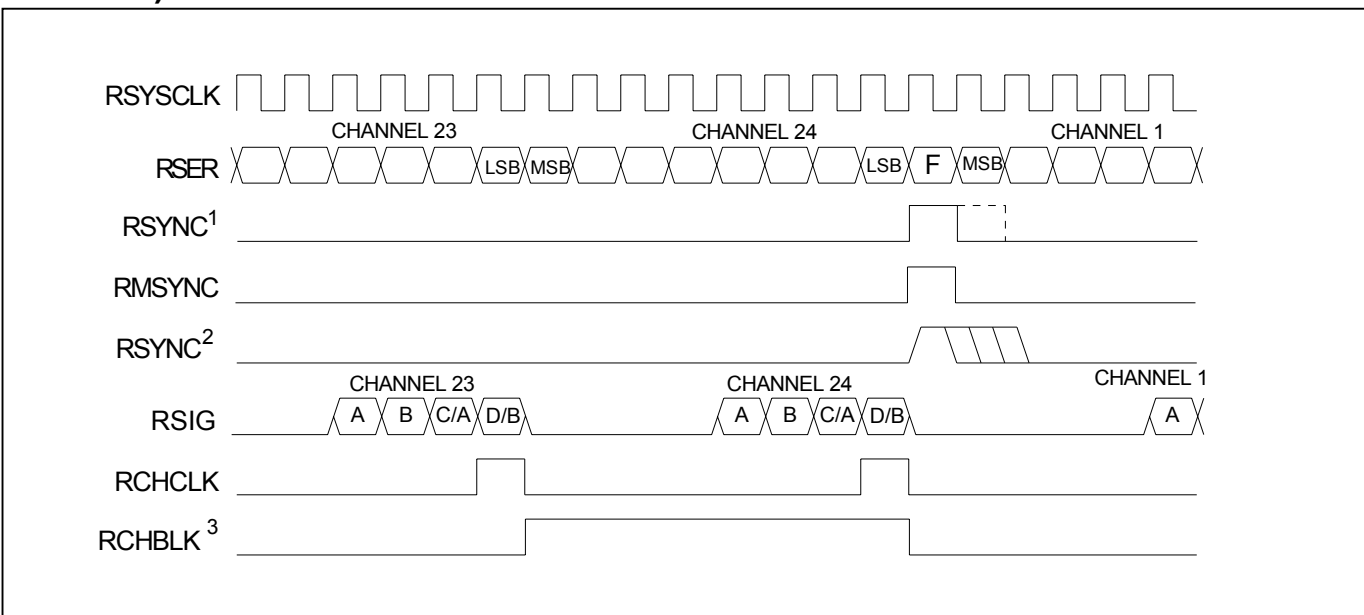 RSYSCLK
CHANNEL 23 CHANNEL 24 CHANNEL 1
RSER LSB MSB LSB F MSB
RSYNC1
RMSYNC
RSYNC2
CHANNEL 23 CHANNEL 24 CHANNEL 1
RSIG A B C/A D/B A B C/A D/B A
RCHCLK
RCHBLK 3